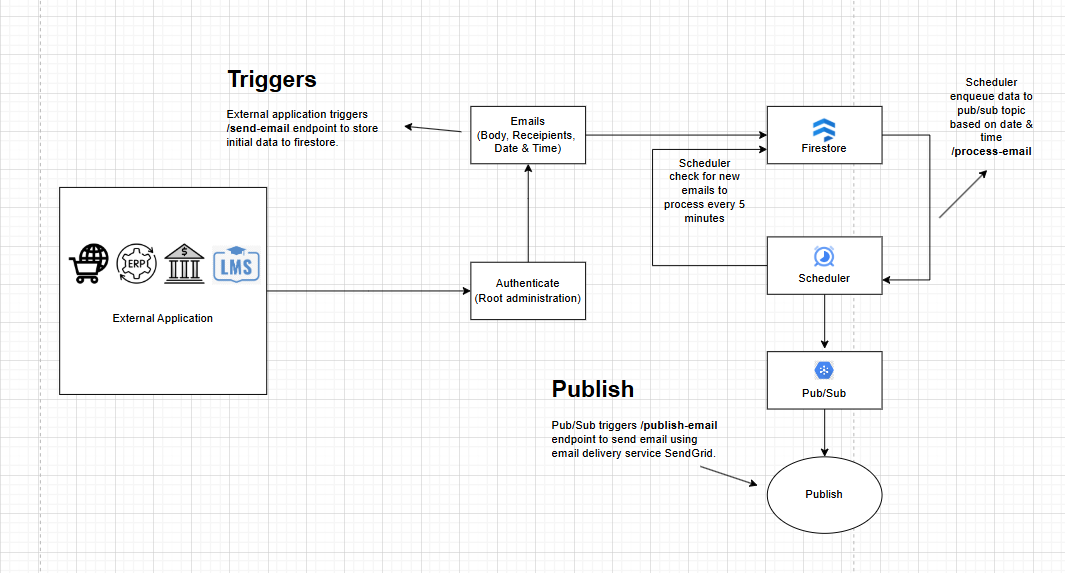 Triggers
External application triggers
/send-email endpoint to store
initial data to firestore.
Emails
(Body, Receipients,
Date & Time)
Firestore
Scheduler
enqueue data to
pub/sub topic
based on date &
time
/process-email
Scheduler
check for new
emails to
process every 5
minutes
$
ERP
LMS
External Application
Authenticate
(Root administration)
Scheduler
Pub/Sub
Publish
Pub/Sub triggers /publish-email
endpoint to send email using
email delivery service SendGrid.
Publish